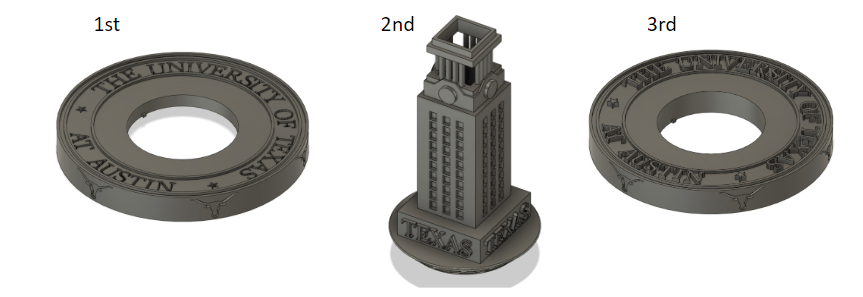 1st
2nd
3rd
THE UNIVERSITY OF TEXAS
AT AUSTIN
TEXAS
TEXAS
THE UNIVERSITY OF TEXAS
AT AUSTIN